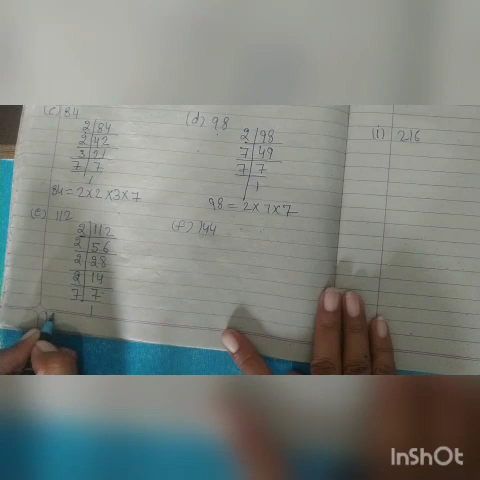 (c) 84
2 84
2 42
3 21
7 7
1
84 = 2×2×3×7
(d) 98
2 98
7 49
7 7
1
98 = 2×7×7
(e) 112
2 112
2 56
2 28
2 14
7 7
1
(f) 144
(i) 216
InShOt